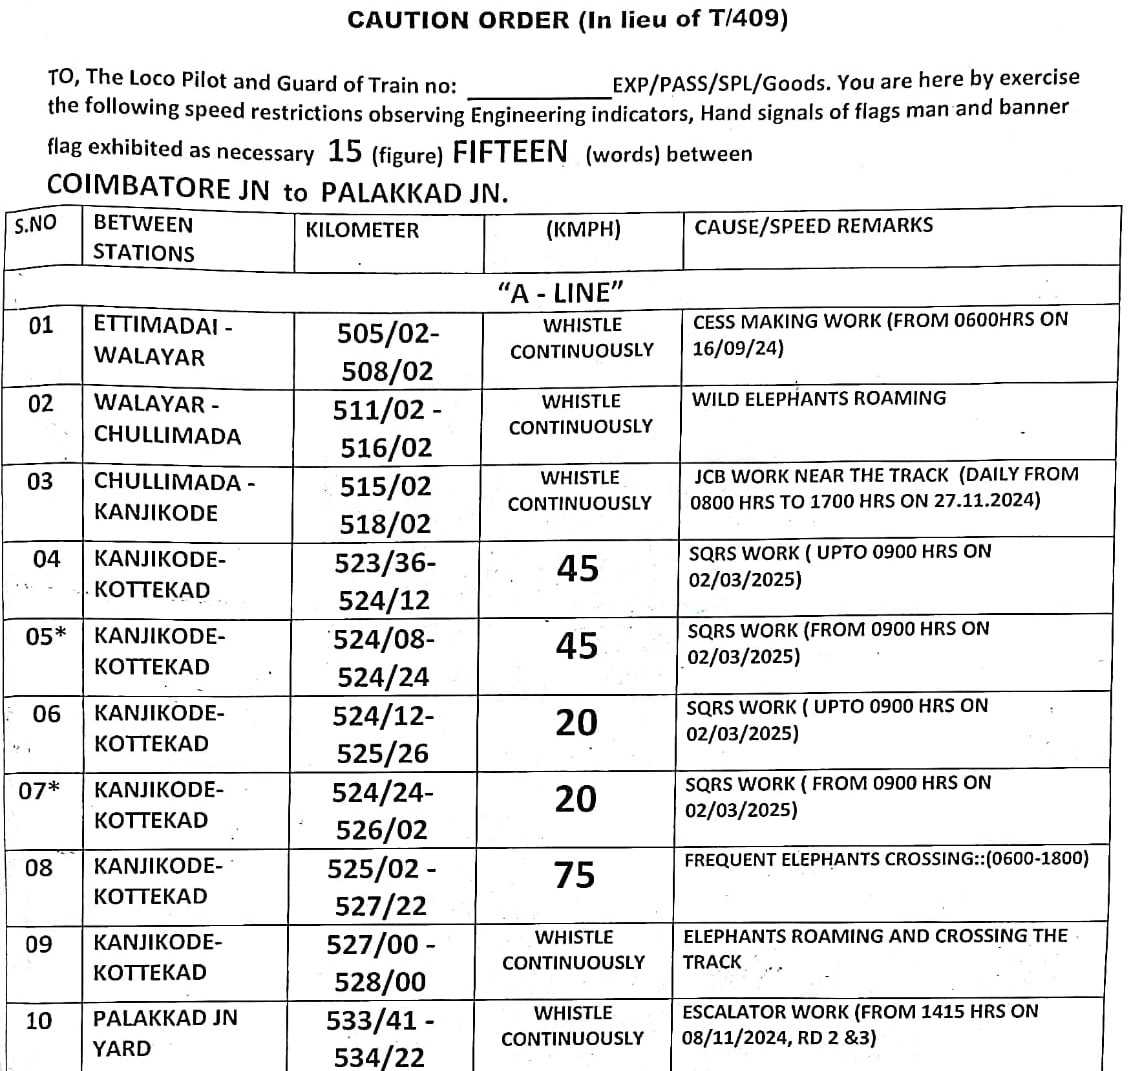 CAUTION ORDER (In lieu of T/409)
TO, The Loco Pilot and Guard of Train no: ____________EXP/PASS/SPL/Goods. You are here by exercise
the following speed restrictions observing Engineering indicators, Hand signals of flags man and banner
flag exhibited as necessary 15 (figure) FIFTEEN (words) between
COIMBATORE JN to PALAKKAD JN.
S.NO BETWEEN STATIONS KILOMETER (KMPH) CAUSE/SPEED REMARKS
"A - LINE"
01 ETTIMADAI - 505/02- WHISTLE CESS MAKING WORK (FROM 0600HRS ON
WALAYAR 508/02 CONTINUOUSLY 16/09/24)
02 WALAYAR - 511/02 - WHISTLE WILD ELEPHANTS ROAMING
CHULLIMADA 516/02 CONTINUOUSLY
03 CHULLIMADA - 515/02 WHISTLE JCB WORK NEAR THE TRACK (DAILY FROM
KANJIKODE 518/02 CONTINUOUSLY 0800 HRS TO 1700 HRS ON 27.11.2024)
04 KANJIKODE- 523/36- 45 SQRS WORK ( UPTO 0900 HRS ON
KOTTEKAD 524/12 02/03/2025)
05* KANJIKODE- 524/08- 45 SQRS WORK (FROM 0900 HRS ON
KOTTEKAD 524/24 02/03/2025)
06 KANJIKODE- 524/12- 20 SQRS WORK ( UPTO 0900 HRS ON
KOTTEKAD 525/26 02/03/2025)
07* KANJIKODE- 524/24- 20 SQRS WORK ( FROM 0900 HRS ON
KOTTEKAD 526/02 02/03/2025)
08 KANJIKODE- 525/02 - 75 FREQUENT ELEPHANTS CROSSING::(0600-1800)
KOTTEKAD 527/22
09 KANJIKODE- 527/00 - WHISTLE ELEPHANTS ROAMING AND CROSSING THE
KOTTEKAD 528/00 CONTINUOUSLY TRACK
10 PALAKKAD JN 533/41 - WHISTLE ESCALATOR WORK (FROM 1415 HRS ON
YARD 534/22 CONTINUOUSLY 08/11/2024, RD 2 &3)